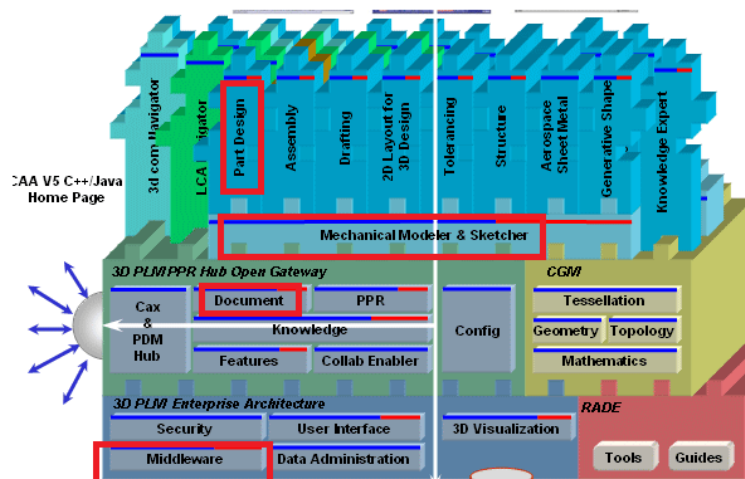 3d com Navigator
LCA Navigator
Part Design
Assembly
Drafting
2D Layout for
3D Design
Tolerancing
Structure
Aerospace
Sheet Metal
Generative Shape
Knowledge Expert
CAA V5 C++/Java
Home Page
Mechanical Modeler & Sketcher
3D PLM PPR Hub Open Gateway
CGM
Cax
&
PDM
Hub
Document
PPR
Knowledge
Features
Collab Enabler
Config
Tessellation
Geometry
Topology
Mathematics
3D PLM Enterprise Architecture
RADE
Security
User Interface
3D Visualization
Middleware
Data Administration
Tools
Guides